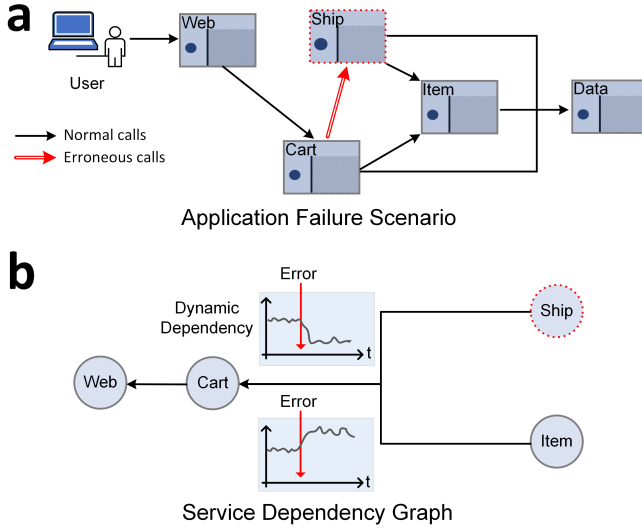 a
User
Web
Ship
Item
Data
Cart
Normal calls
Erroneous calls
Application Failure Scenario
b
Error
Dynamic
Dependency
t
Ship
Web
Cart
Error
t
Item
Service Dependency Graph